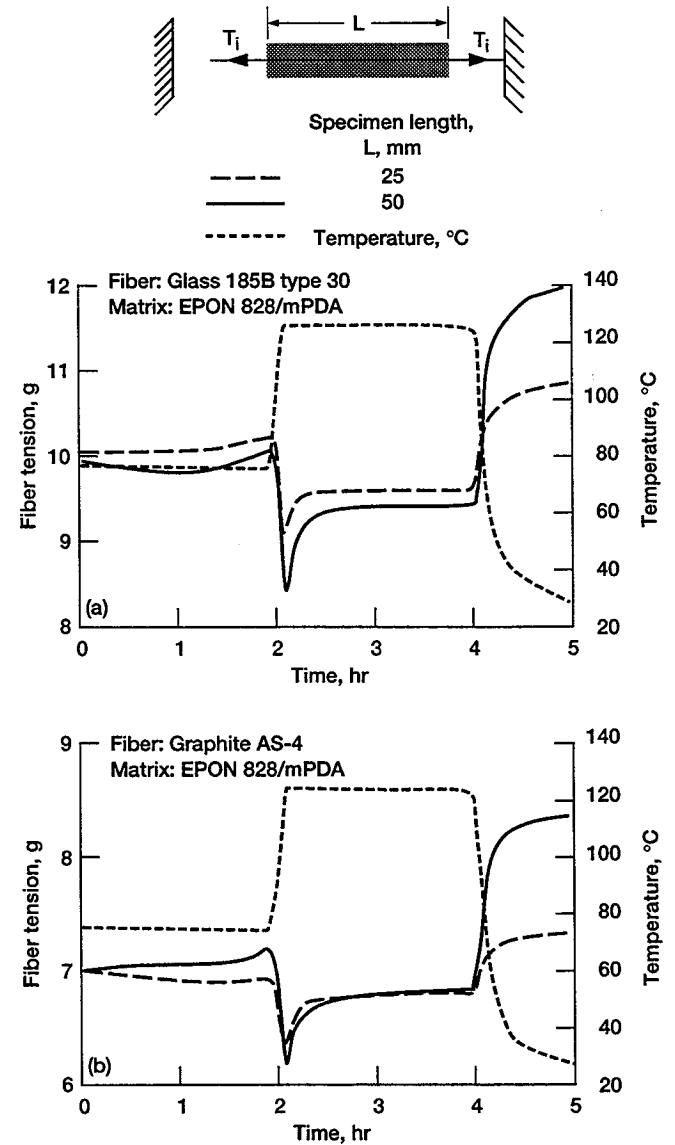 L
Ti Ti
Specimen length,
L, mm
25
50
Temperature, °C
Fiber: Glass 185B type 30
Matrix: EPON 828/mPDA
12
11
10
9
8
Fiber tension, g
140
120
100
80
60
40
20
Temperature, °C
(a)
0 1 2 3 4 5
Time, hr
Fiber: Graphite AS-4
Matrix: EPON 828/mPDA
9
8
7
6
Fiber tension, g
140
120
100
80
60
40
20
Temperature, °C
(b)
0 1 2 3 4 5
Time, hr